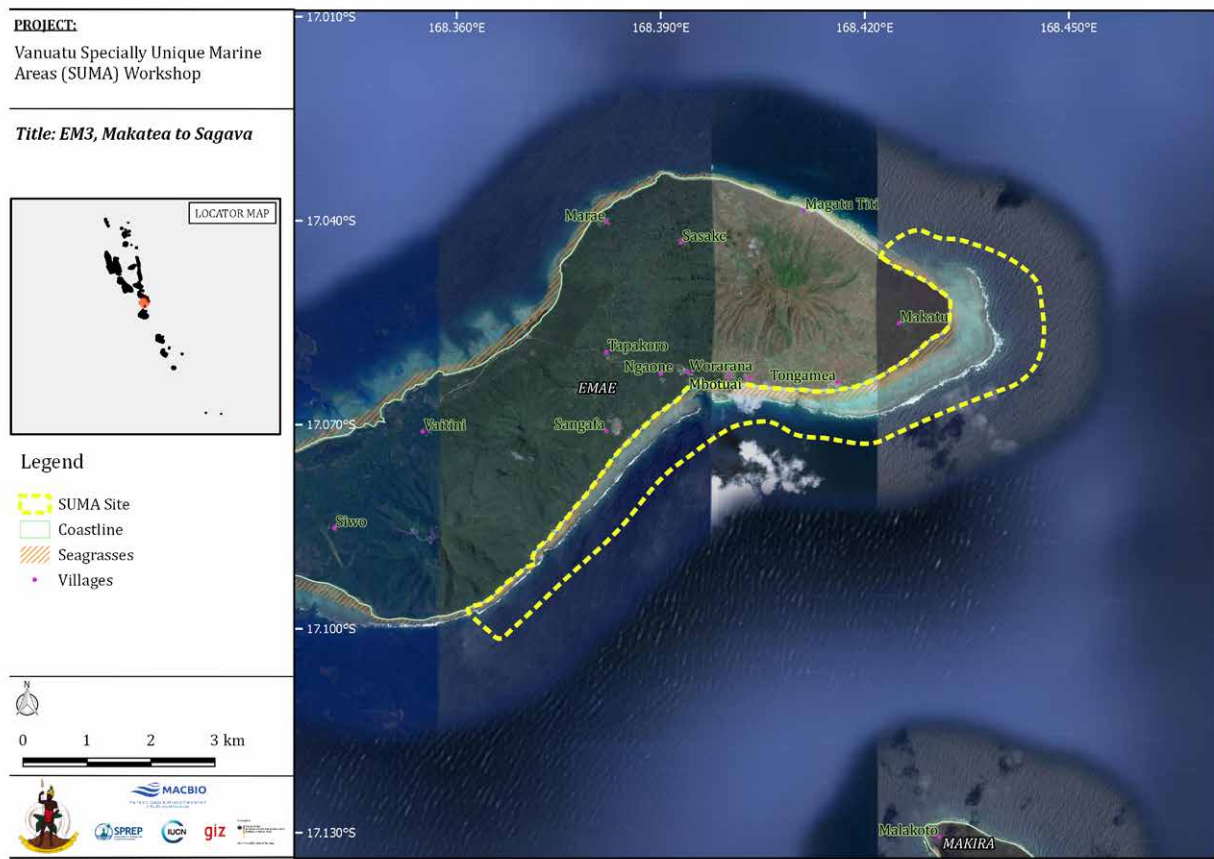 PROJECT:
Vanuatu Specially Unique Marine
Areas (SUMA) Workshop
Title: EM3, Makatea to Sagava
LOCATOR MAP
Legend
SUMA Site
Coastline
Seagrasses
Villages
N
0 1 2 3 km
MACBIO
SPREP
IUCN
giz
17.010°S
168.360°E
168.390°E
168.420°E
168.450°E
17.040°S
Marae
Magatu Titi
Sasake
Makatu
Tapakoro
Ngaone
Worarana
EMAE
Mbotuai
Tongamea
17.070°S
Vaitini
Sangafa
Siwo
17.100°S
17.130°S
Malakoto
MAKIRA